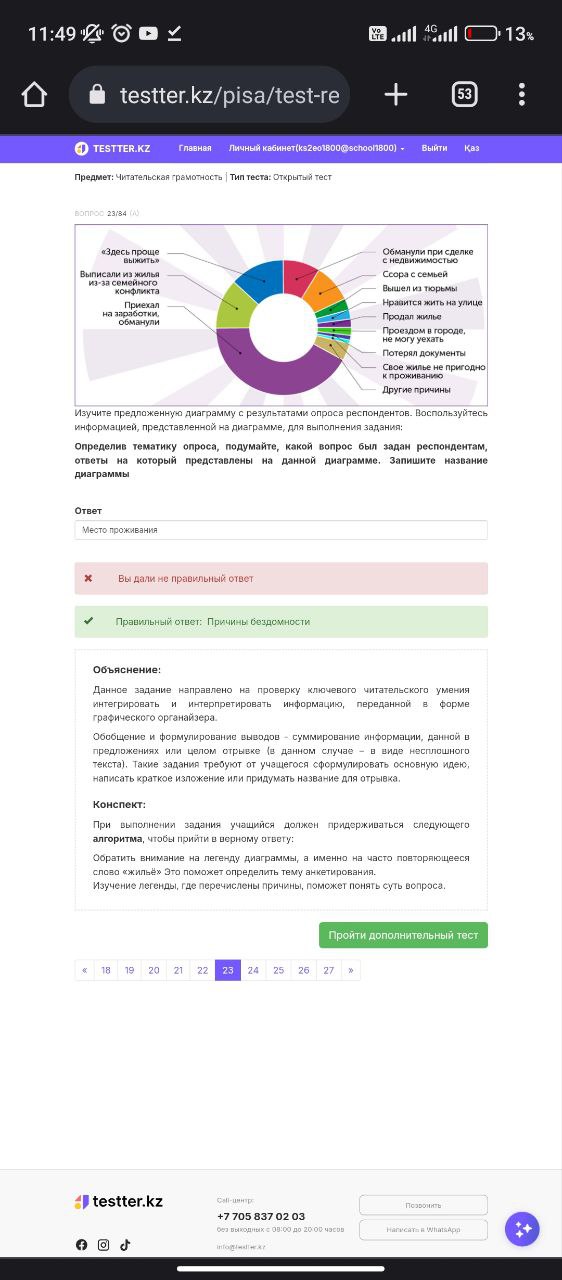 11:49
Vo LTE
4G
13%
testter.kz/pisa/test-re
53
TESTTER.KZ
Главная
Личный кабинет(ks2eo1800@school1800)
Выйти
Қаз
Предмет: Читательская грамотность | Тип теста: Открытый тест
ВОПРОС 23/84 (A)
«Здесь проще
выжить»
Выписали из жилья
из-за семейного
конфликта
Приехал
на заработки,
обманули
Обманули при сделке
с недвижимостью
Ссора с семьей
Вышел из тюрьмы
Нравится жить на улице
Продал жилье
Проездом в городе,
не могу уехать
Потерял документы
Свое жилье не пригодно
к проживанию
Другие причины
Изучите предложенную диаграмму с результатами опроса респондентов. Воспользуйтесь
информацией, представленной на диаграмме, для выполнения задания:
Определив тематику опроса, подумайте, какой вопрос был задан респондентам,
ответы на который представлены на данной диаграмме. Запишите название
диаграммы
Ответ
Место проживания
Вы дали не правильный ответ
Правильный ответ: Причины бездомности
Объяснение:
Данное задание направлено на проверку ключевого читательского умения
интегрировать и интерпретировать информацию, переданной в форме
графического органайзера.
Обобщение и формулирование выводов – суммирование информации, данной в
предложениях или целом отрывке (в данном случае – в виде несплошного
текста). Такие задания требуют от учащегося сформулировать основную идею,
написать краткое изложение или придумать название для отрывка.
Конспект:
При выполнении задания учащийся должен придерживаться следующего
алгоритма, чтобы прийти в верному ответу:
Обратить внимание на легенду диаграммы, а именно на часто повторяющееся
слово «жильё» Это поможет определить тему анкетирования.
Изучение легенды, где перечислены причины, поможет понять суть вопроса.
Пройти дополнительный тест
« 18 19 20 21 22 23 24 25 26 27 »
testter.kz
Call-центр:
+7 705 837 02 03
без выходных с 08:00 до 20:00 часов
info@testter.kz
Позвонить
Написать в WhatsApp